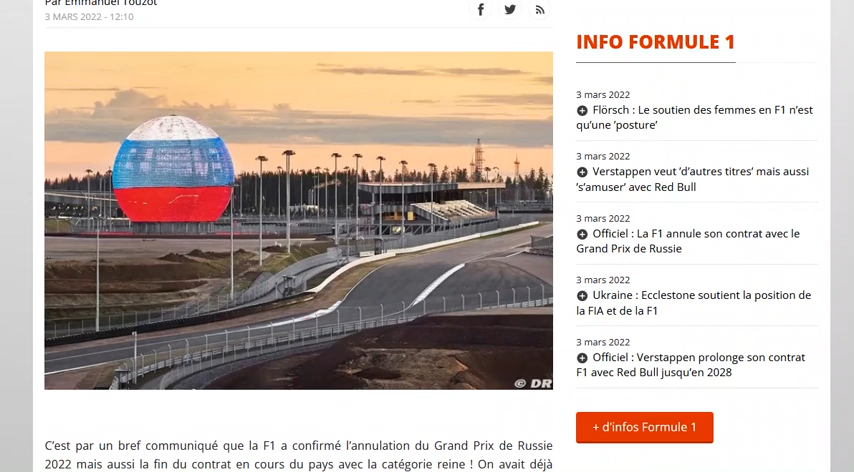 Par Emmanuel Touzot
3 MARS 2022 - 12:10
© DR
C’est par un bref communiqué que la F1 a confirmé l’annulation du Grand Prix de Russie
2022 mais aussi la fin du contrat en cours du pays avec la catégorie reine ! On avait déjà
INFO FORMULE 1
3 mars 2022
Flörsch : Le soutien des femmes en F1 n’est
qu’une ’posture’
3 mars 2022
Verstappen veut ’d’autres titres’ mais aussi
’s’amuser’ avec Red Bull
3 mars 2022
Officiel : La F1 annule son contrat avec le
Grand Prix de Russie
3 mars 2022
Ukraine : Ecclestone soutient la position de
la FIA et de la F1
3 mars 2022
Officiel : Verstappen prolonge son contrat
F1 avec Red Bull jusqu’en 2028
+ d’infos Formule 1